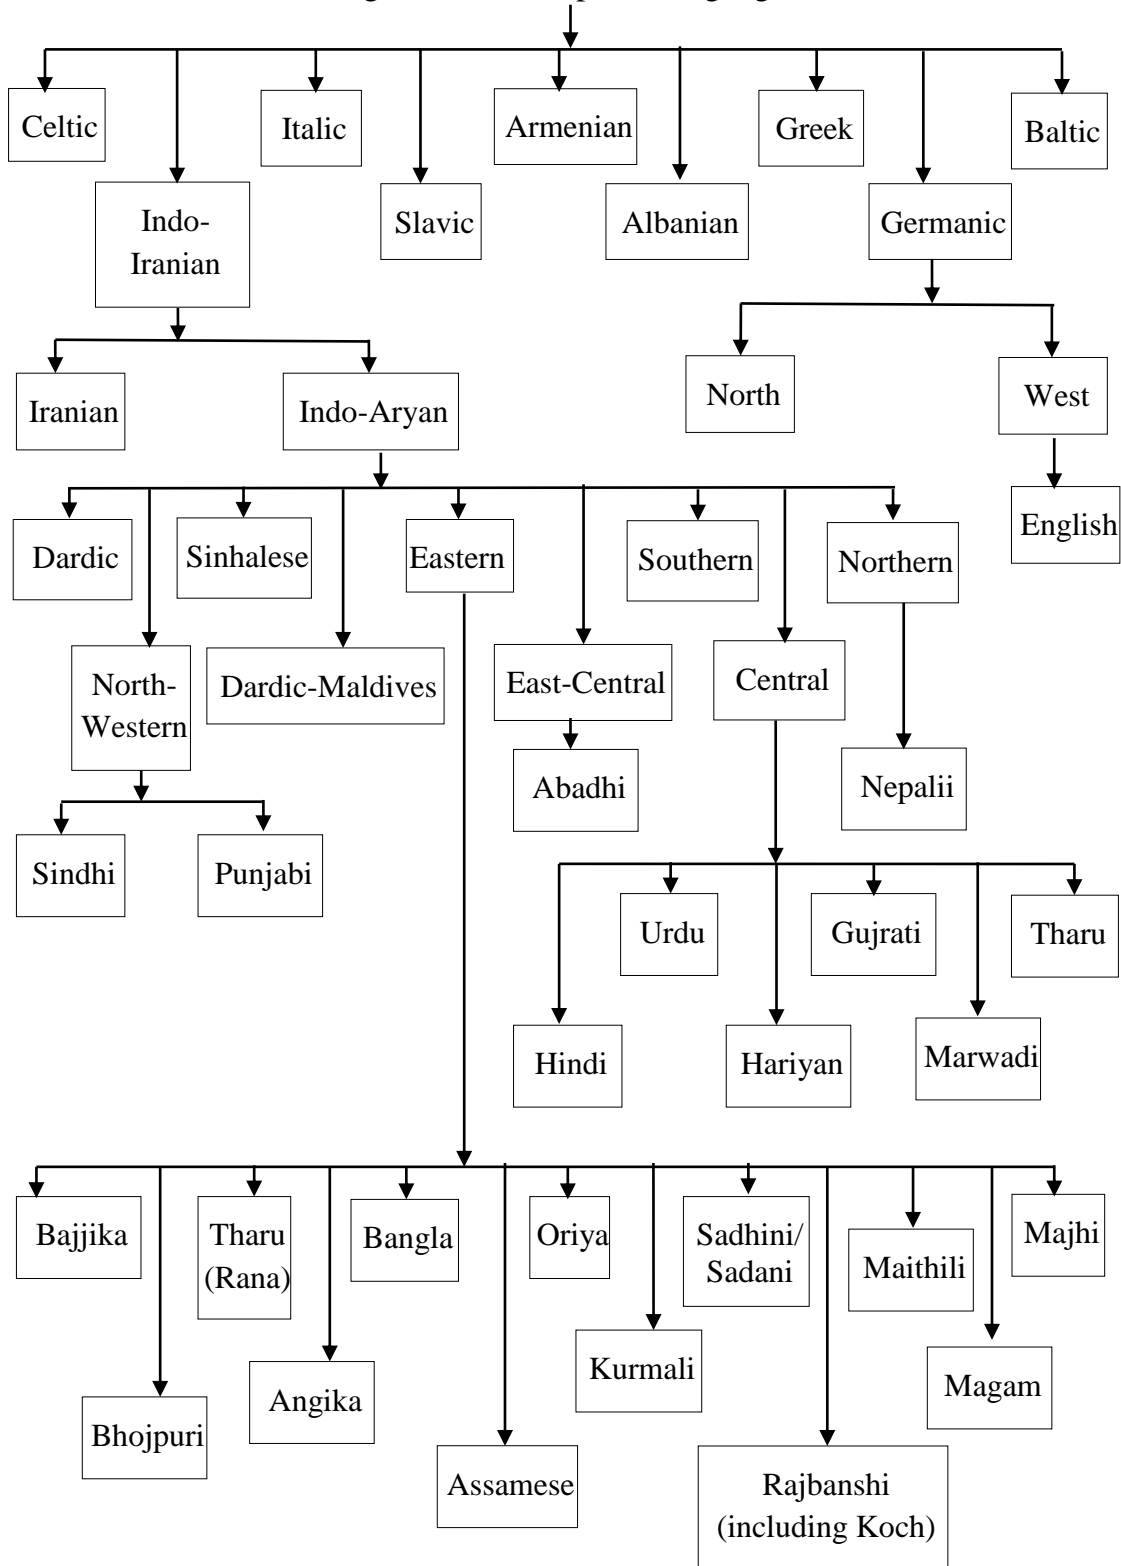 Celtic
Italic
Armenian
Greek
Baltic
Indo-
Iranian
Slavic
Albanian
Germanic
Iranian
Indo-Aryan
North
West
Dardic
Sinhalese
Eastern
Southern
Northern
English
North-
Western
Dardic-Maldives
East-Central
Central
Abadhi
Nepalii
Sindhi
Punjabi
Urdu
Gujrati
Tharu
Hindi
Hariyan
Marwadi
Bajjika
Tharu
(Rana)
Bangla
Oriya
Sadhini/
Sadani
Maithili
Majhi
Kurmali
Magam
Angika
Bhojpuri
Assamese
Rajbanshi
(including Koch)